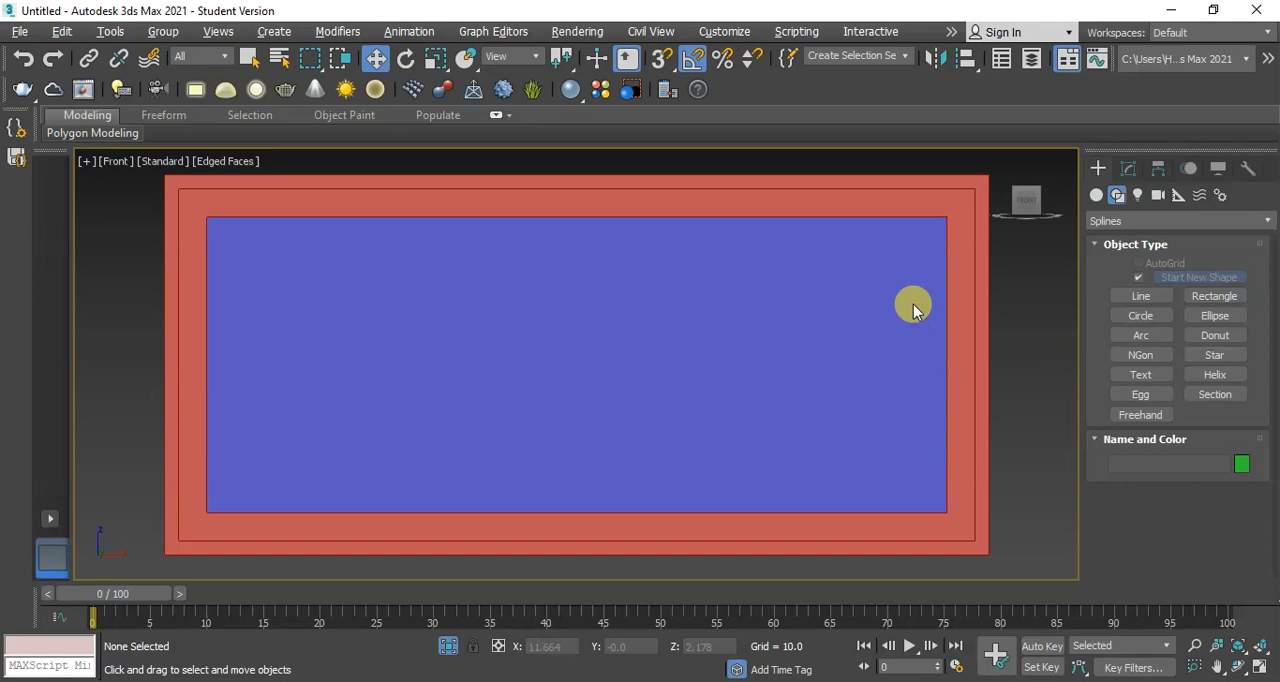 Untitled - Autodesk 3ds Max 2021 - Student Version
File Edit Tools Group Views Create Modifiers Animation Graph Editors Rendering Civil View Customize Scripting Interactive Sign In Workspaces: Default
All View Create Selection Se C:\Users\H...s Max 2021
Modeling Freeform Selection Object Paint Populate
Polygon Modeling
[+] [Front] [Standard] [Edged Faces]
FRONT
Splines
Object Type
AutoGrid
Start New Shape
Line Rectangle
Circle Ellipse
Arc Donut
NGon Star
Text Helix
Egg Section
Freehand
Name and Color
z
< 0 / 100 >
0 5 10 15 20 25 30 35 40 45 50 55 60 65 70 75 80 85 90 95 100
None Selected X: 11.664 Y: -0.0 Z: 2.178 Grid = 10.0 Auto Key Selected
MAXScript Mi Click and drag to select and move objects Add Time Tag 0 Set Key Key Filters...